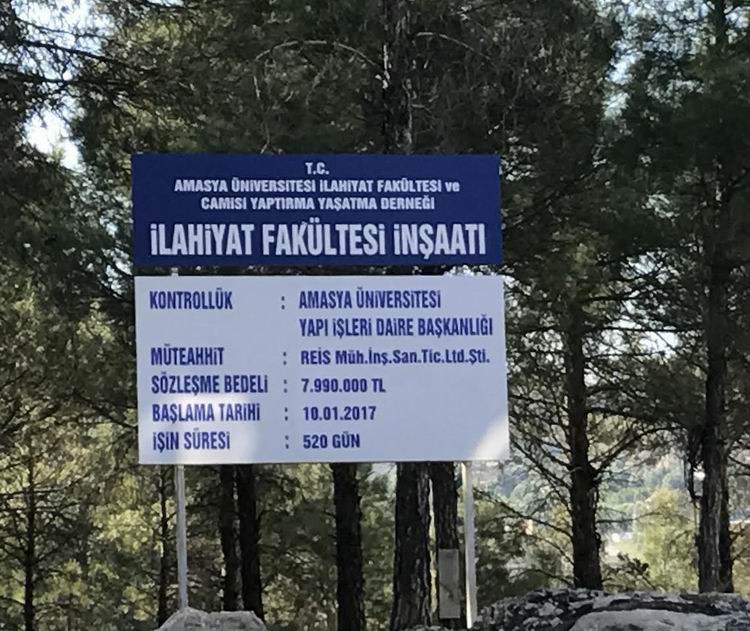 T.C.
AMASYA ÜNİVERSİTESİ İLAHİYAT FAKÜLTESİ ve
CAMİSİ YAPTIRMA YAŞATMA DERNEĞİ
İLAHİYAT FAKÜLTESİ İNŞAATI
KONTROLLÜK : AMASYA ÜNİVERSİTESİ
YAPI İŞLERİ DAİRE BAŞKANLIĞI
MÜTEAHHİT : REİS Müh.İnş.San.Tic.Ltd.Şti.
SÖZLEŞME BEDELİ : 7.990.000 TL
BAŞLAMA TARİHİ : 10.01.2017
İŞİN SÜRESİ : 520 GÜN